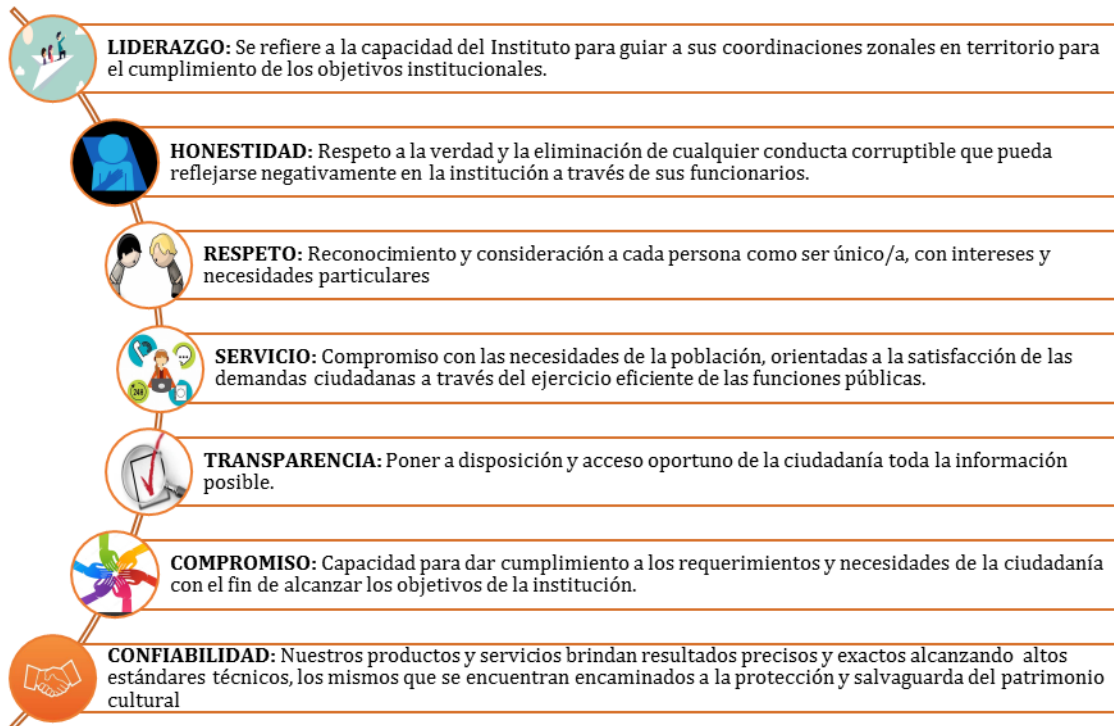 LIDERAZGO: Se refiere a la capacidad del Instituto para guiar a sus coordinaciones zonales en territorio para
el cumplimiento de los objetivos institucionales.
HONESTIDAD: Respeto a la verdad y la eliminación de cualquier conducta corruptible que pueda
reflejarse negativamente en la institución a través de sus funcionarios.
RESPETO: Reconocimiento y consideración a cada persona como ser único/a, con intereses y
necesidades particulares
SERVICIO: Compromiso con las necesidades de la población, orientadas a la satisfacción de las
demandas ciudadanas a través del ejercicio eficiente de las funciones públicas.
TRANSPARENCIA: Poner a disposición y acceso oportuno de la ciudadanía toda la información
posible.
COMPROMISO: Capacidad para dar cumplimiento a los requerimientos y necesidades de la ciudadanía
con el fin de alcanzar los objetivos de la institución.
CONFIABILIDAD: Nuestros productos y servicios brindan resultados precisos y exactos alcanzando altos
estándares técnicos, los mismos que se encuentran encaminados a la protección y salvaguarda del patrimonio
cultural